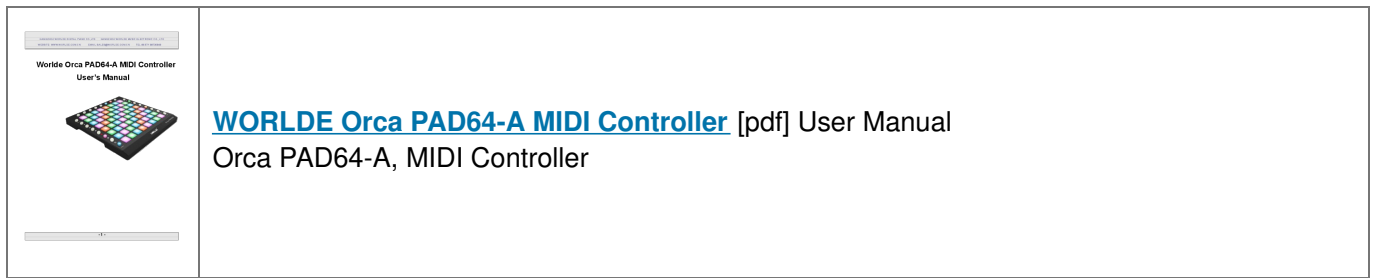 Worlde Orca PAD64-A MIDI Controller
User's Manual
WORLDE Orca PAD64-A MIDI Controller [pdf] User Manual
Orca PAD64-A, MIDI Controller